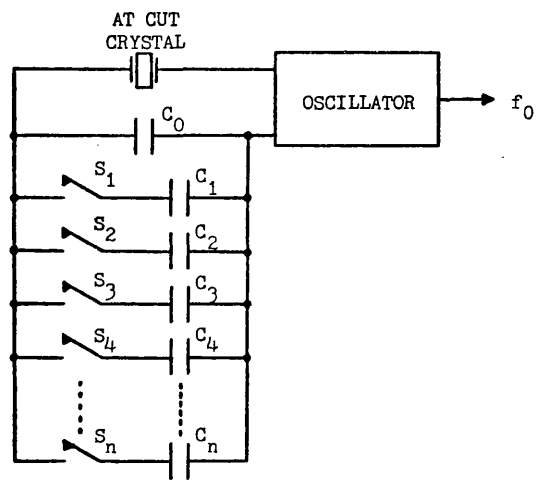 AT CUT
CRYSTAL
OSCILLATOR
f₀
C₀
S₁
C₁
S₂
C₂
S₃
C₃
S₄
C₄
Sₙ
Cₙ